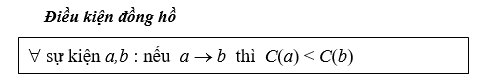 Điều kiện đồng hồ
∀ sự kiện a,b : nếu a → b thì C(a) < C(b)